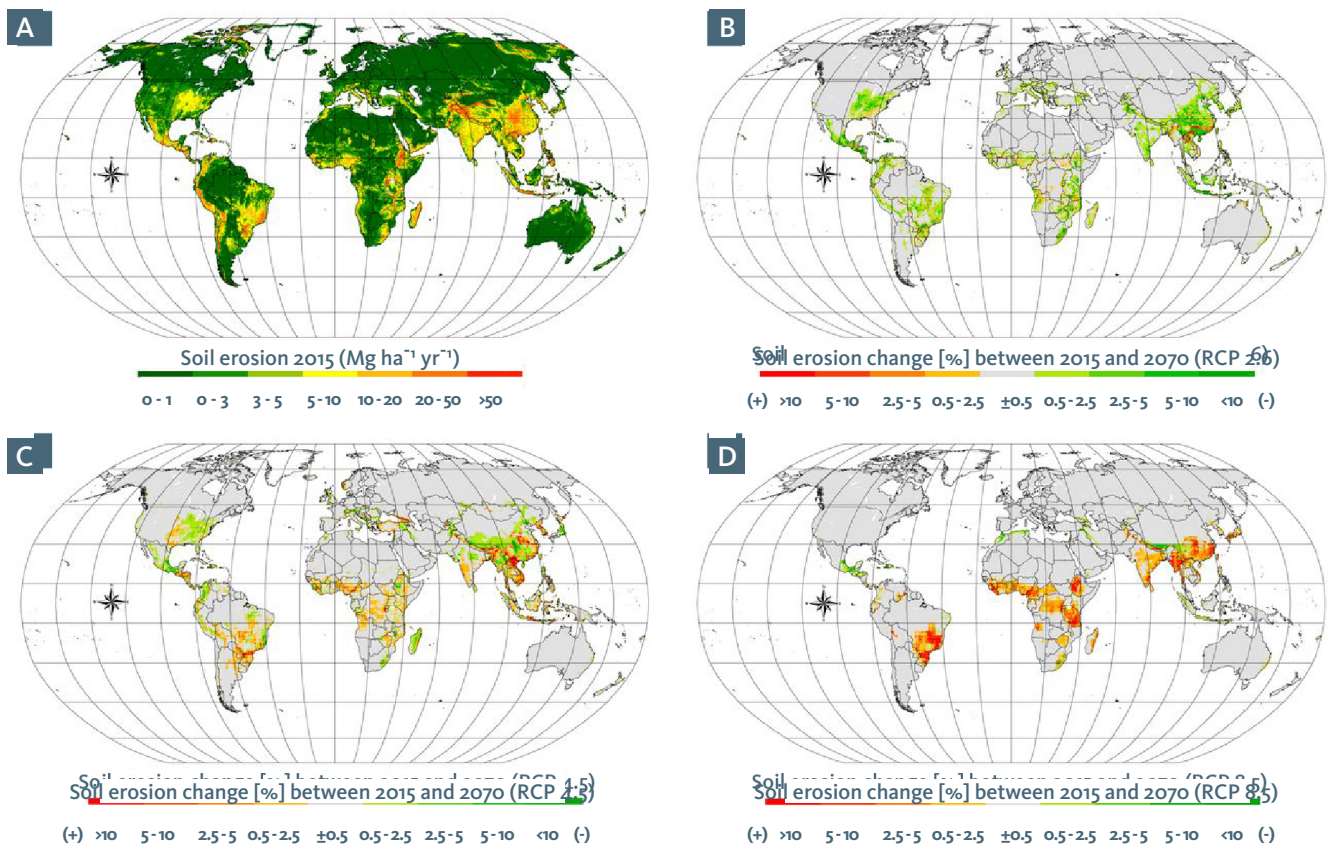 A
B
Soil erosion 2015 (Mg ha⁻¹ yr⁻¹)
0 - 1 0 - 3 3 - 5 5 - 10 10 - 20 20 - 50 >50
Soil erosion change [%] between 2015 and 2070 (RCP 2.6)
(+) >10 5 - 10 2.5 - 5 0.5 - 2.5 ±0.5 0.5 - 2.5 2.5 - 5 5 - 10 <10 (-)
C
D
Soil erosion change [%] between 2015 and 2070 (RCP 4.5)
(+) >10 5 - 10 2.5 - 5 0.5 - 2.5 ±0.5 0.5 - 2.5 2.5 - 5 5 - 10 <10 (-)
Soil erosion change [%] between 2015 and 2070 (RCP 8.5)
(+) >10 5 - 10 2.5 - 5 0.5 - 2.5 ±0.5 0.5 - 2.5 2.5 - 5 5 - 10 <10 (-)